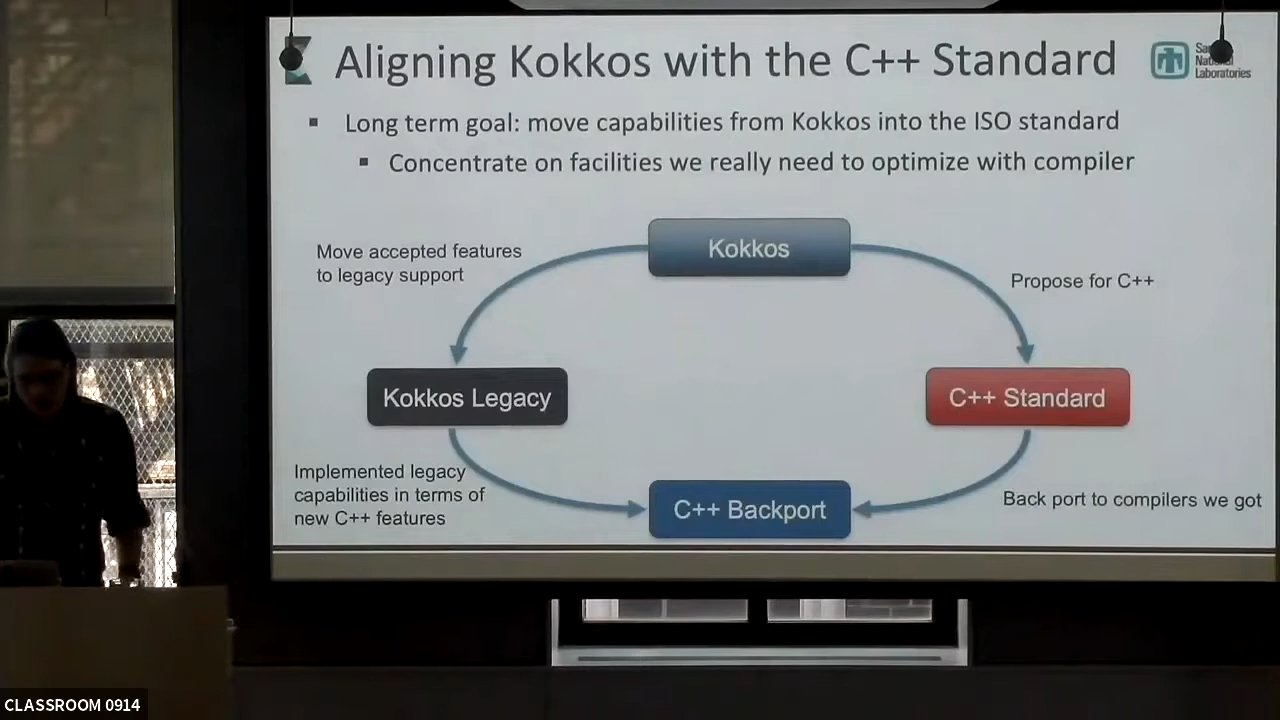 Aligning Kokkos with the C++ Standard
Laboratories
▪ Long term goal: move capabilities from Kokkos into the ISO standard
▪ Concentrate on facilities we really need to optimize with compiler
Kokkos
Move accepted features
to legacy support
Propose for C++
Kokkos Legacy
C++ Standard
Implemented legacy
capabilities in terms of
new C++ features
C++ Backport
Back port to compilers we got
CLASSROOM 0914